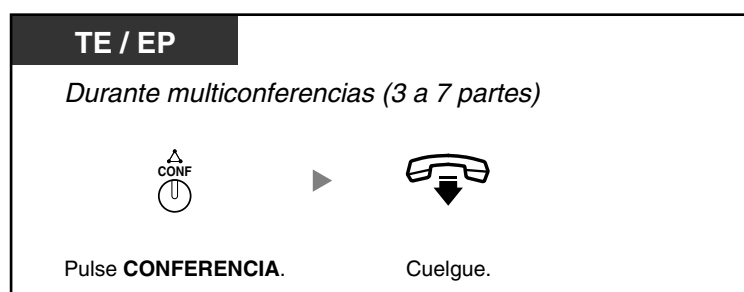 TE / EP
Durante multiconferencias (3 a 7 partes)
CONF
Pulse CONFERENCIA.
Cuelgue.